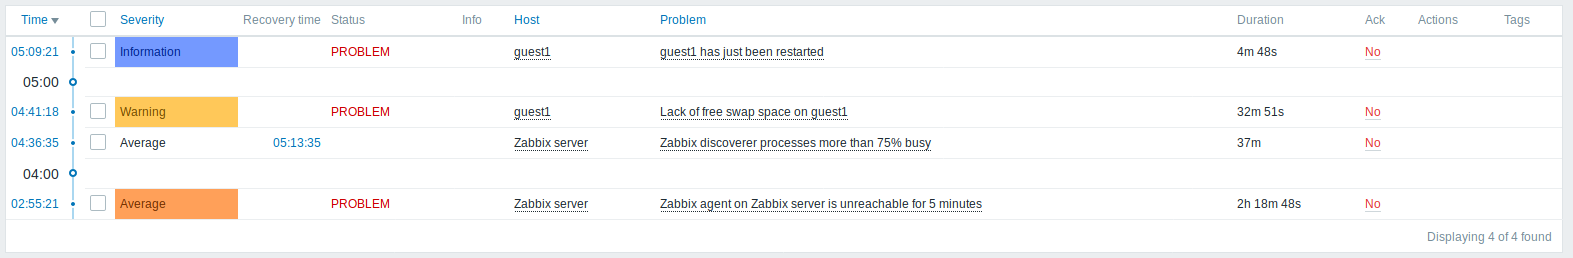 Time Severity Recovery time Status Info Host Problem Duration Ack Actions Tags
05:09:21 Information PROBLEM guest1 guest1 has just been restarted 4m 48s No
05:00
04:41:18 Warning PROBLEM guest1 Lack of free swap space on guest1 32m 51s No
04:36:35 Average 05:13:35 Zabbix server Zabbix discoverer processes more than 75% busy 37m No
04:00
02:55:21 Average PROBLEM Zabbix server Zabbix agent on Zabbix server is unreachable for 5 minutes 2h 18m 48s No
Displaying 4 of 4 found